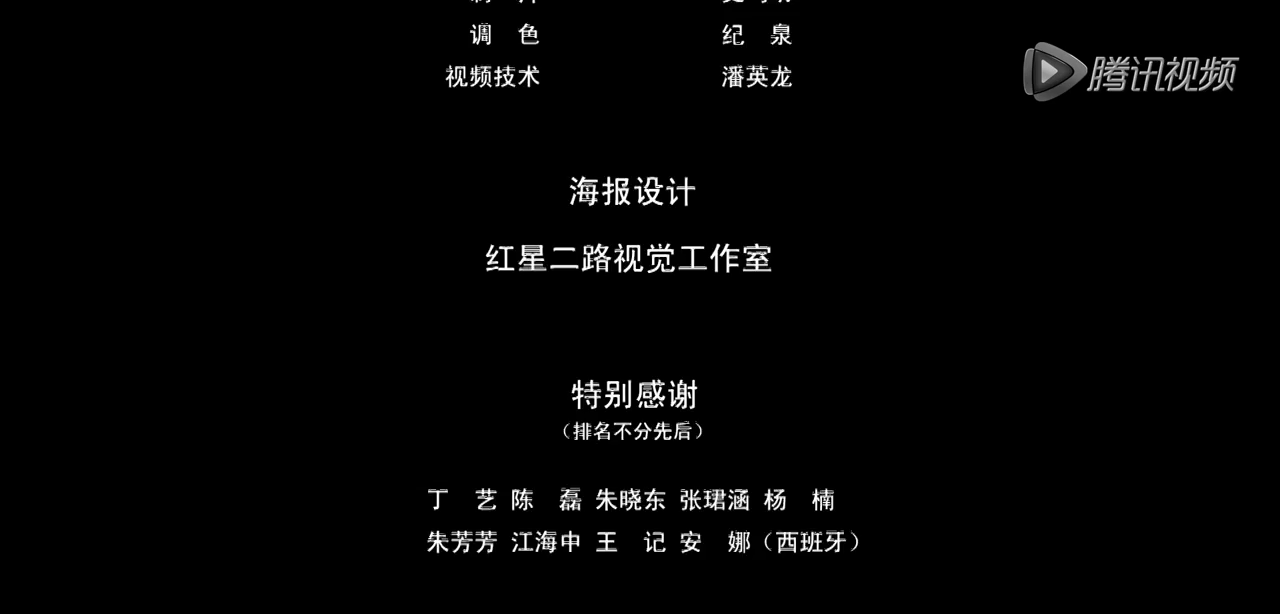 调　色　纪　泉
腾讯视频
视频技术　潘英龙
海报设计
红星二路视觉工作室
特别感谢
（排名不分先后）
丁　艺 陈　磊 朱晓东 张珺涵 杨　楠
朱芳芳 江海中 王　记 安　娜（西班牙）